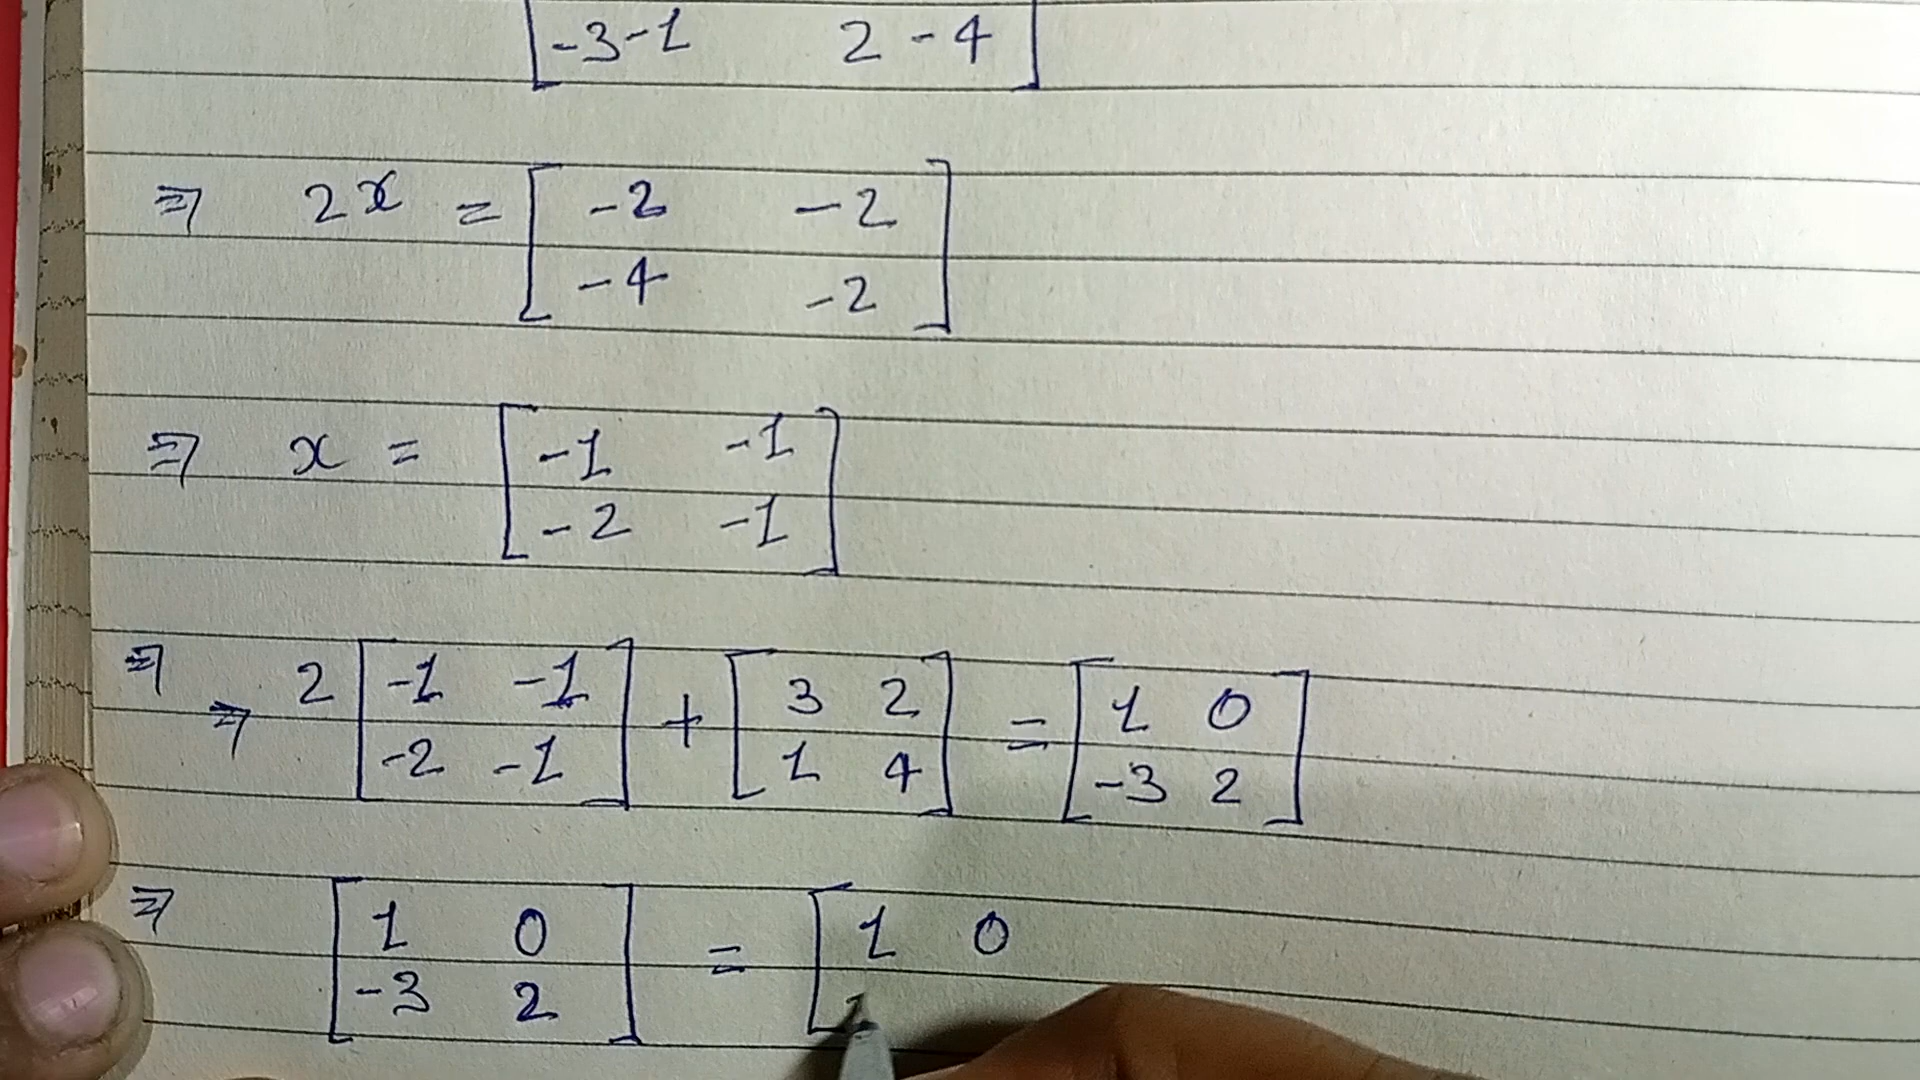 -3-1 2-4
⇒ 2x = [ -2 -2
-4 -2 ]
⇒ x = [ -1 -1
-2 -1 ]
⇒ ⇒ 2 [ -1 -1 ] + [ 3 2 ] = [ 1 0 ]
[ -2 -1 ] [ 1 4 ] [ -3 2 ]
⇒ [ 1 0 ] = [ 1 0
[ -3 2 ]